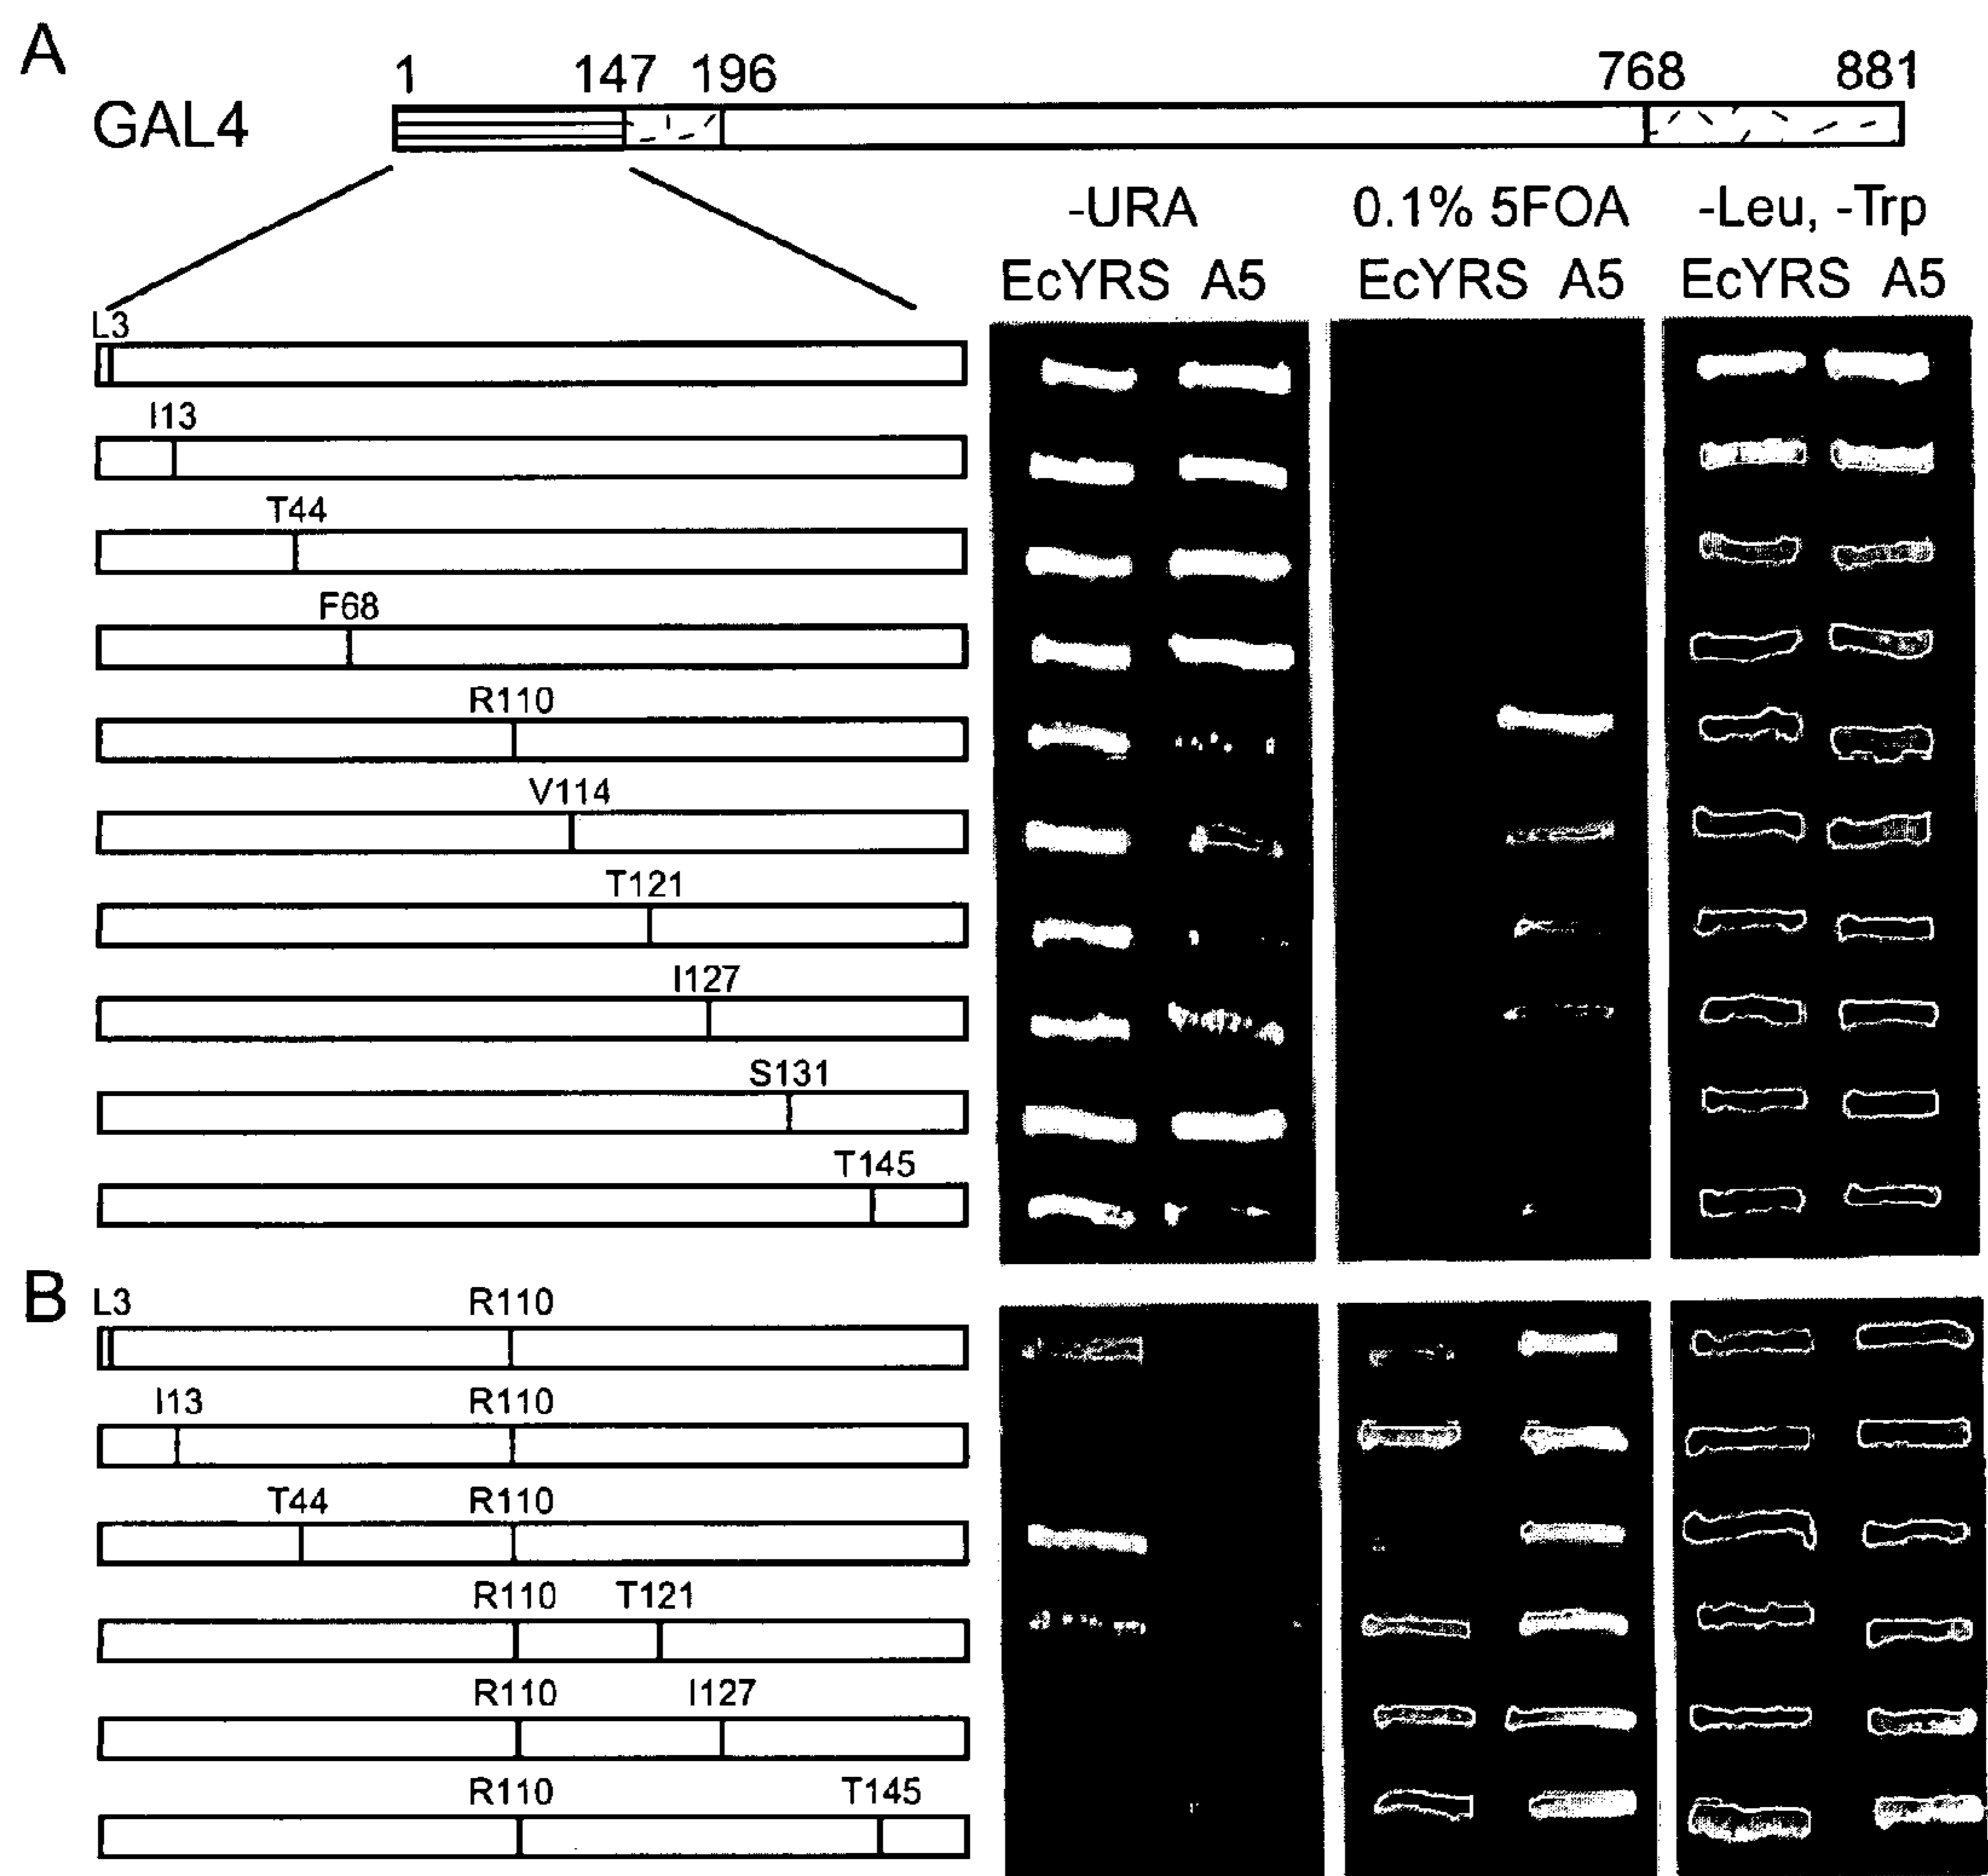 A
1 147 196 768 881
GAL4
-URA 0.1% 5FOA -Leu, -Trp
EcYRS A5 EcYRS A5 EcYRS A5
L3
I13
T44
F68
R110
V114
T121
I127
S131
T145
B
L3 R110
I13 R110
T44 R110
R110 T121
R110 I127
R110 T145